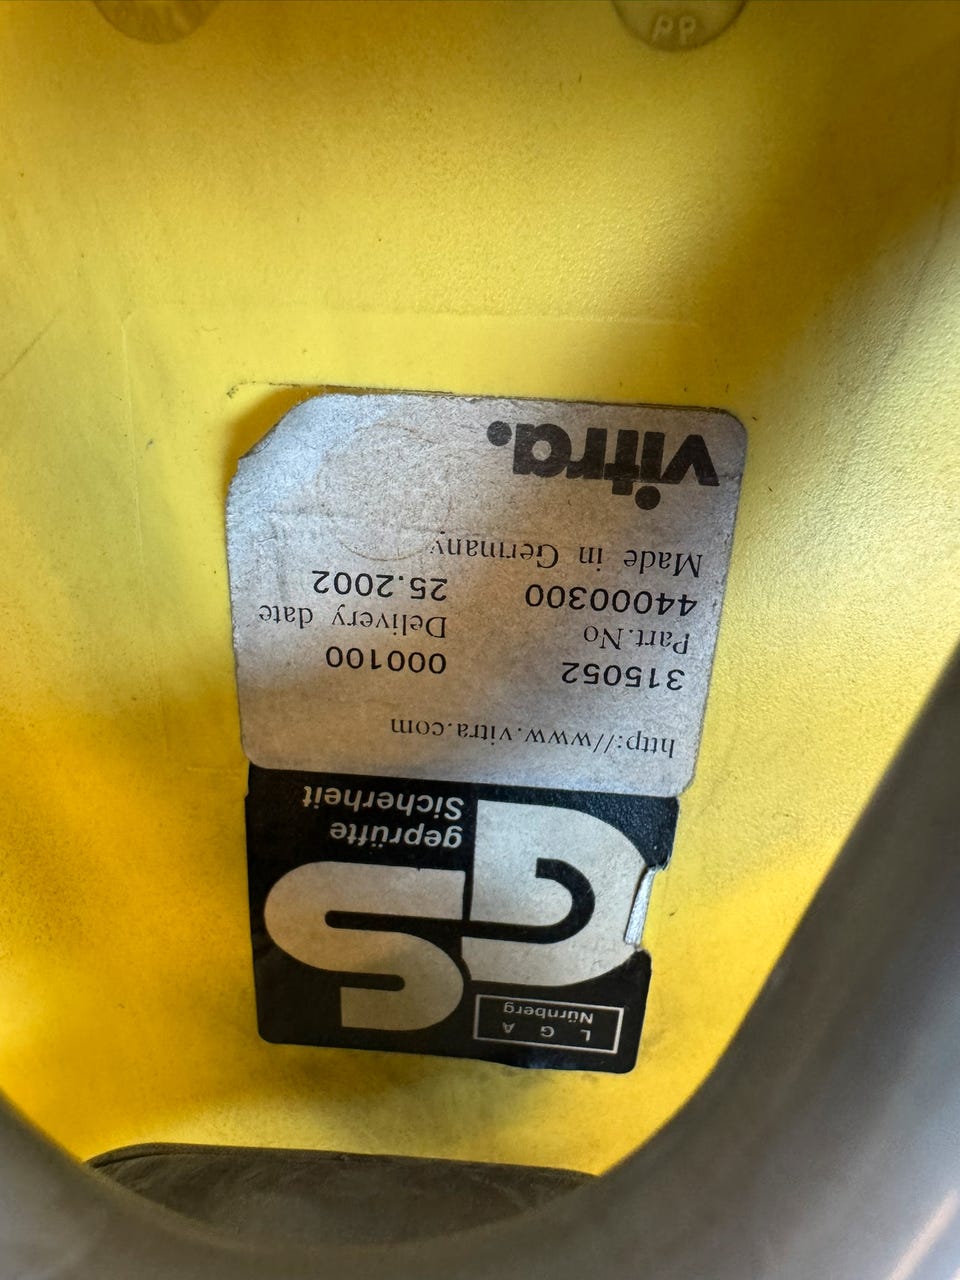 L G A
Nürnberg
GS
geprüfte
Sicherheit
http://www.vitra.com
315052 000100
Part.No Delivery date
44000300 25.2002
Made in Germany
vitra.
PP